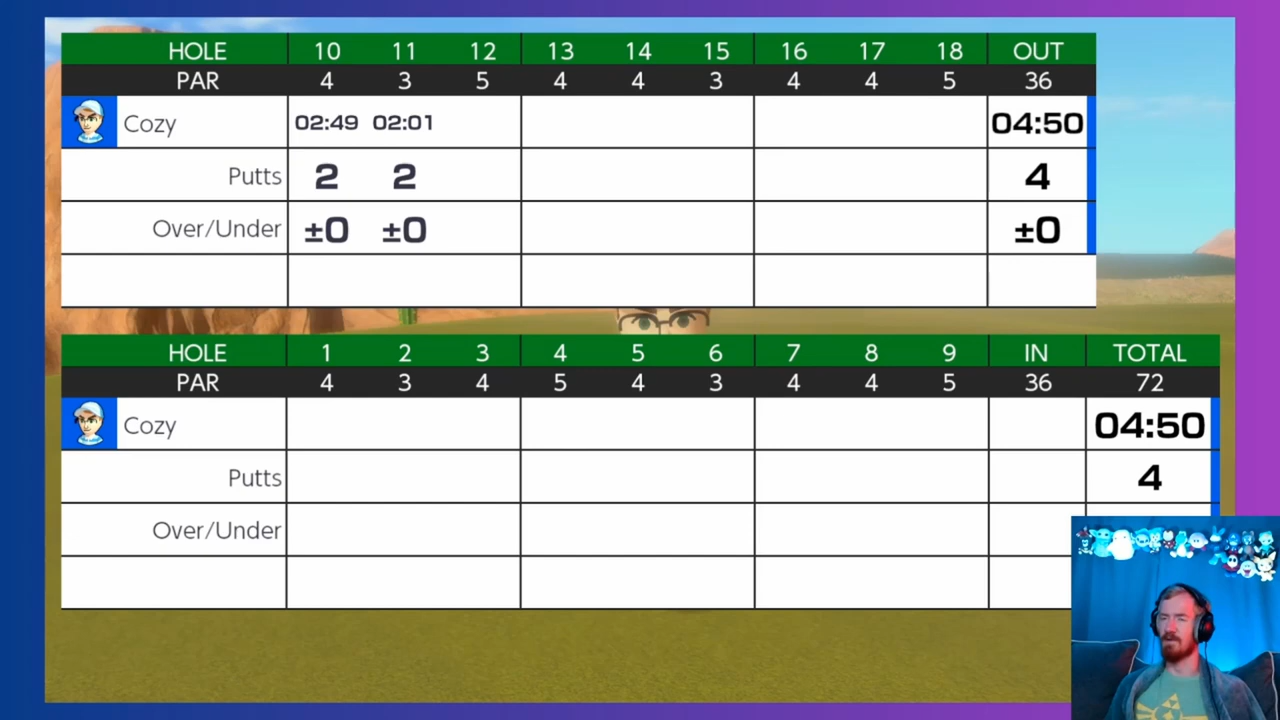 HOLE 10 11 12 13 14 15 16 17 18 OUT
PAR 4 3 5 4 4 3 4 4 5 36
Cozy 02:49 02:01 04:50
Putts 2 2 4
Over/Under ±0 ±0 ±0
HOLE 1 2 3 4 5 6 7 8 9 IN TOTAL
PAR 4 3 4 5 4 3 4 4 5 36 72
Cozy 04:50
Putts 4
Over/Under